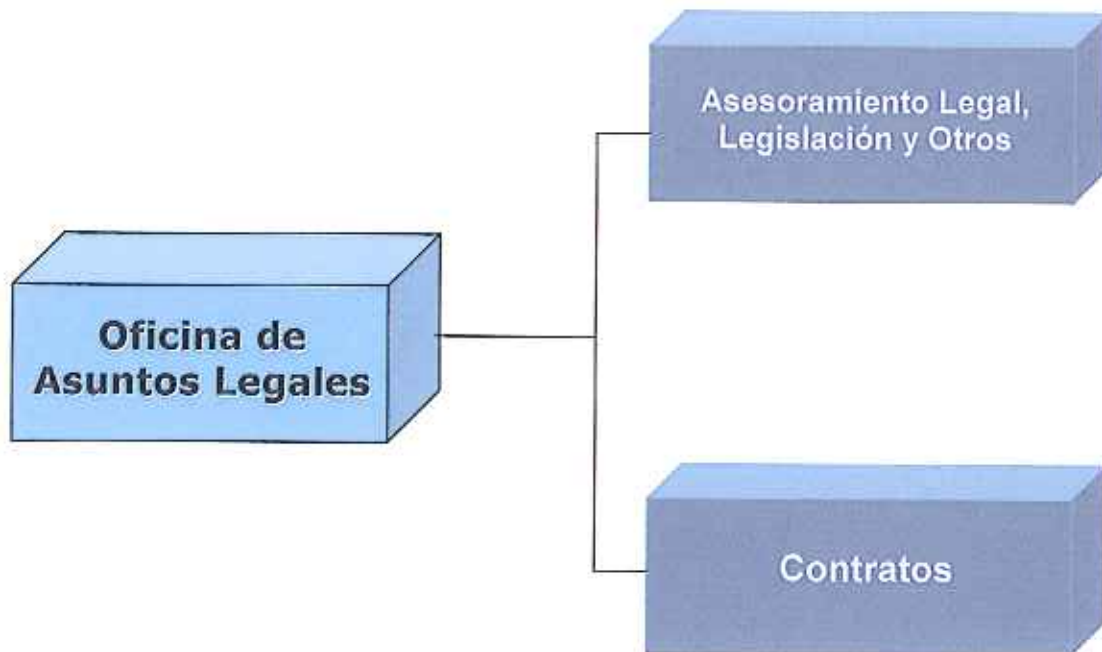 Asesoramiento Legal,
Legislación y Otros
Oficina de
Asuntos Legales
Contratos